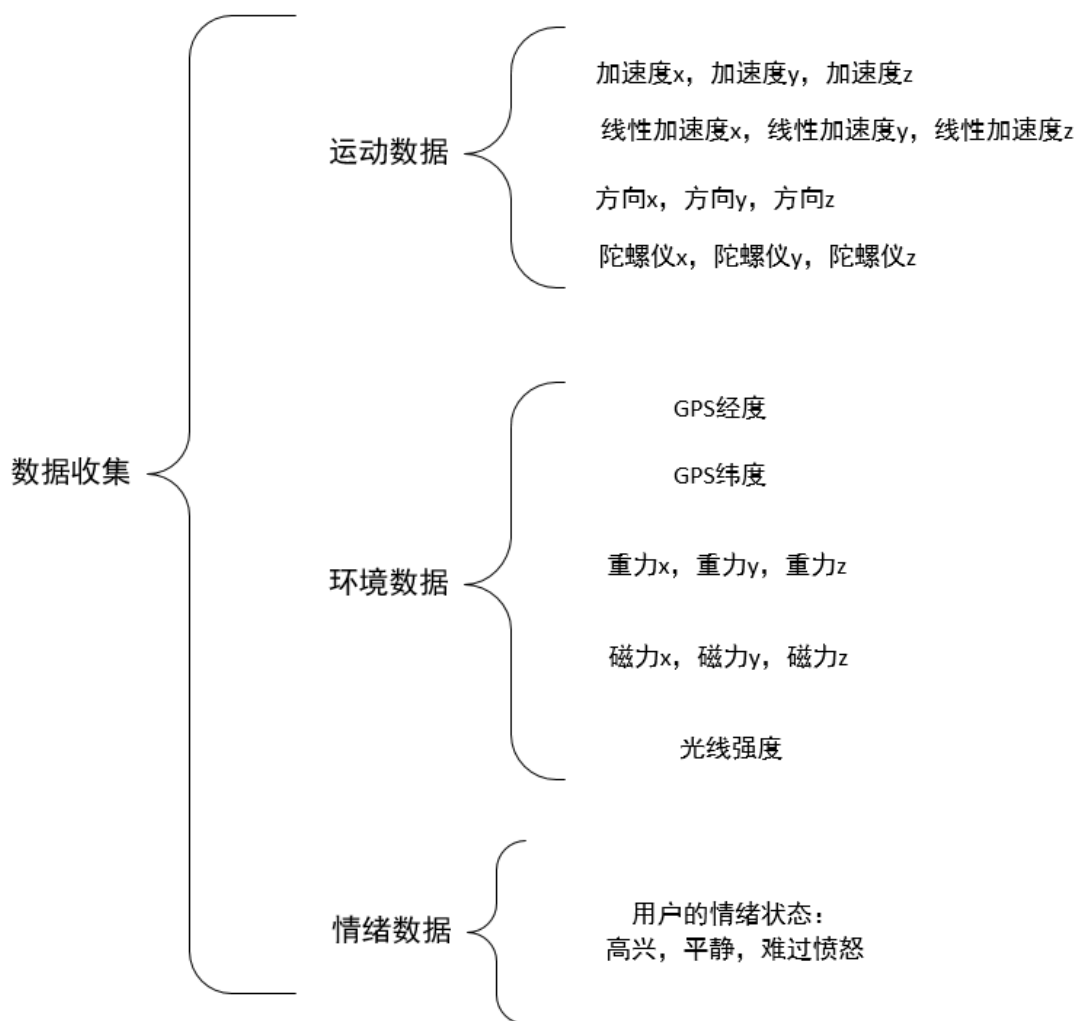 数据收集
运动数据
加速度x，加速度y，加速度z
线性加速度x，线性加速度y，线性加速度z
方向x，方向y，方向z
陀螺仪x，陀螺仪y，陀螺仪z
环境数据
GPS经度
GPS纬度
重力x，重力y，重力z
磁力x，磁力y，磁力z
光线强度
情绪数据
用户的情绪状态：
高兴，平静，难过愤怒